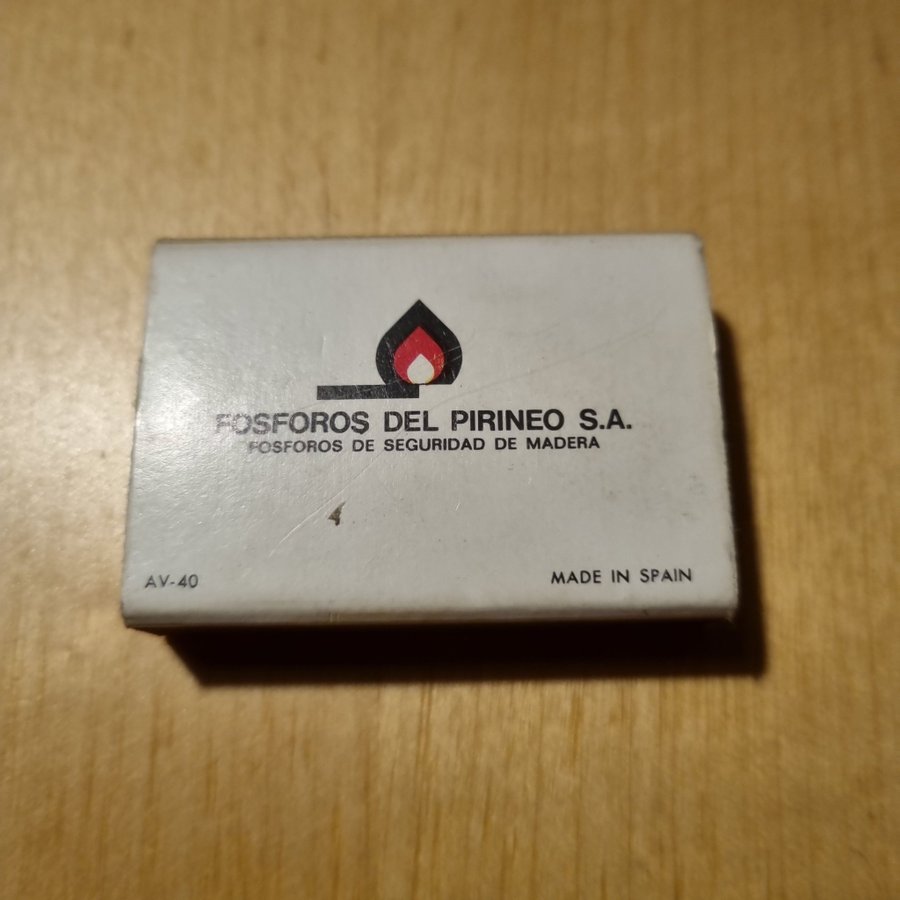 FOSFOROS DEL PIRINEO S.A.
FOSFOROS DE SEGURIDAD DE MADERA
AV-40
MADE IN SPAIN